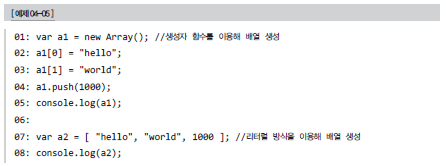 [예제 04-05]
01: var a1 = new Array(); //생성자 함수를 이용해 배열 생성
02: a1[0] = "hello";
03: a1[1] = "world";
04: a1.push(1000);
05: console.log(a1);
06:
07: var a2 = [ "hello", "world", 1000 ]; //리터럴 방식을 이용해 배열 생성
08: console.log(a2);